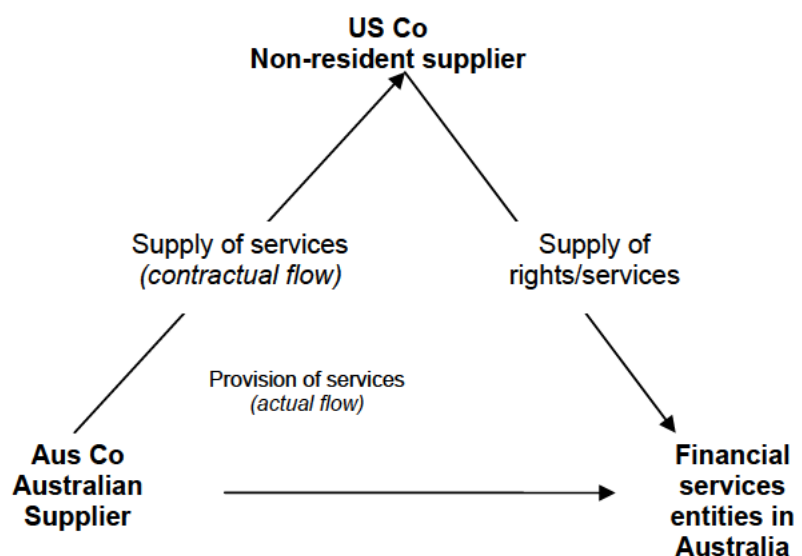 US Co
Non-resident supplier
Supply of services
(contractual flow)
Supply of
rights/services
Provision of services
(actual flow)
Aus Co
Australian
Supplier
Financial
services
entities in
Australia